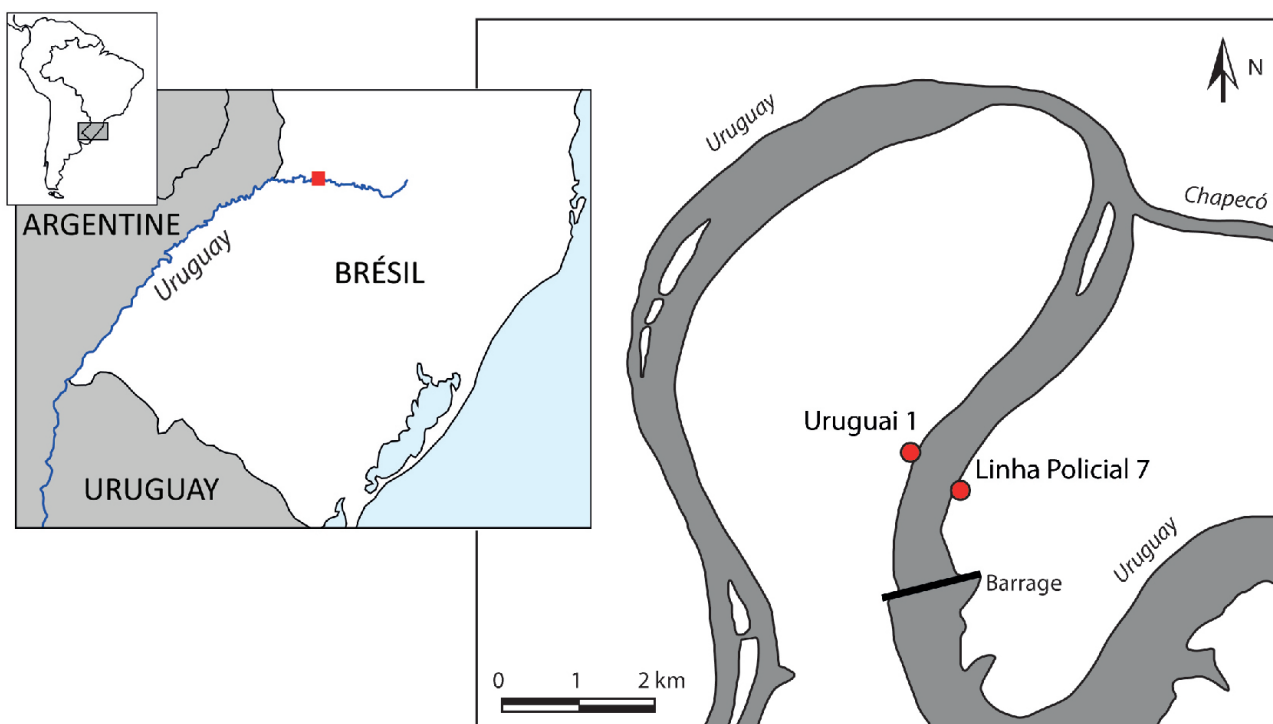 ARGENTINE
Uruguay
BRÉSIL
URUGUAY
N
Uruguay
Chapecó
Uruguai 1
Linha Policial 7
Uruguay
Barrage
0 1 2 km